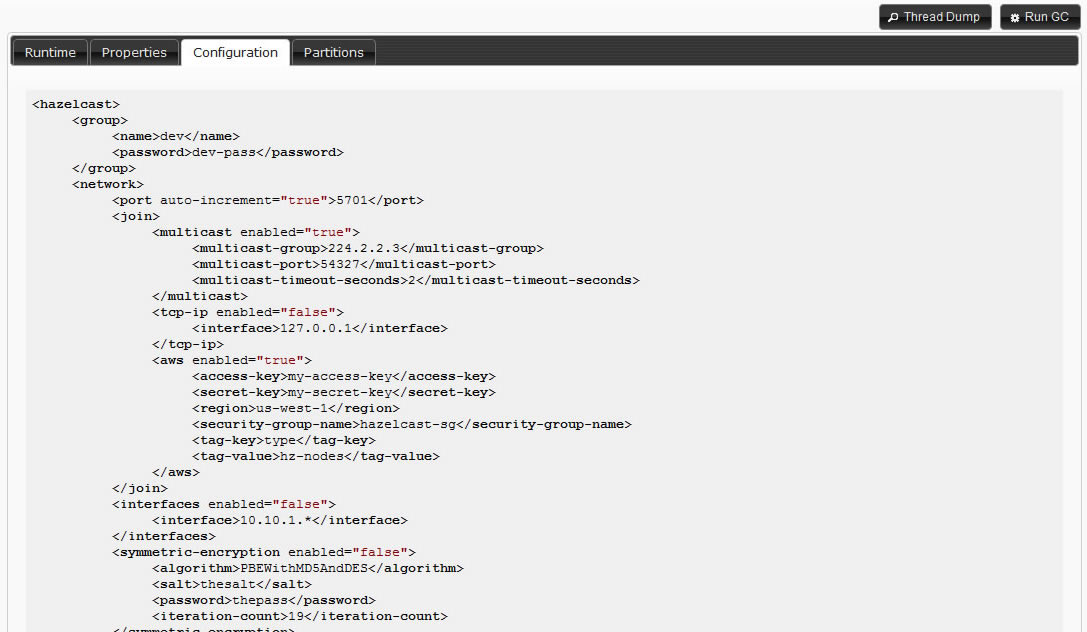 Thread Dump Run GC
Runtime Properties Configuration Partitions
<hazelcast>
<group>
<name>dev</name>
<password>dev-pass</password>
</group>
<network>
<port auto-increment="true">5701</port>
<join>
<multicast enabled="true">
<multicast-group>224.2.2.3</multicast-group>
<multicast-port>54327</multicast-port>
<multicast-timeout-seconds>2</multicast-timeout-seconds>
</multicast>
<tcp-ip enabled="false">
<interface>127.0.0.1</interface>
</tcp-ip>
<aws enabled="true">
<access-key>my-access-key</access-key>
<secret-key>my-secret-key</secret-key>
<region>us-west-1</region>
<security-group-name>hazelcast-sg</security-group-name>
<tag-key>type</tag-key>
<tag-value>hz-nodes</tag-value>
</aws>
</join>
<interfaces enabled="false">
<interface>10.10.1.*</interface>
</interfaces>
<symmetric-encryption enabled="false">
<algorithm>PBEWithMD5AndDES</algorithm>
<salt>thesalt</salt>
<password>thepass</password>
<iteration-count>19</iteration-count>
</symmetric-encryption>